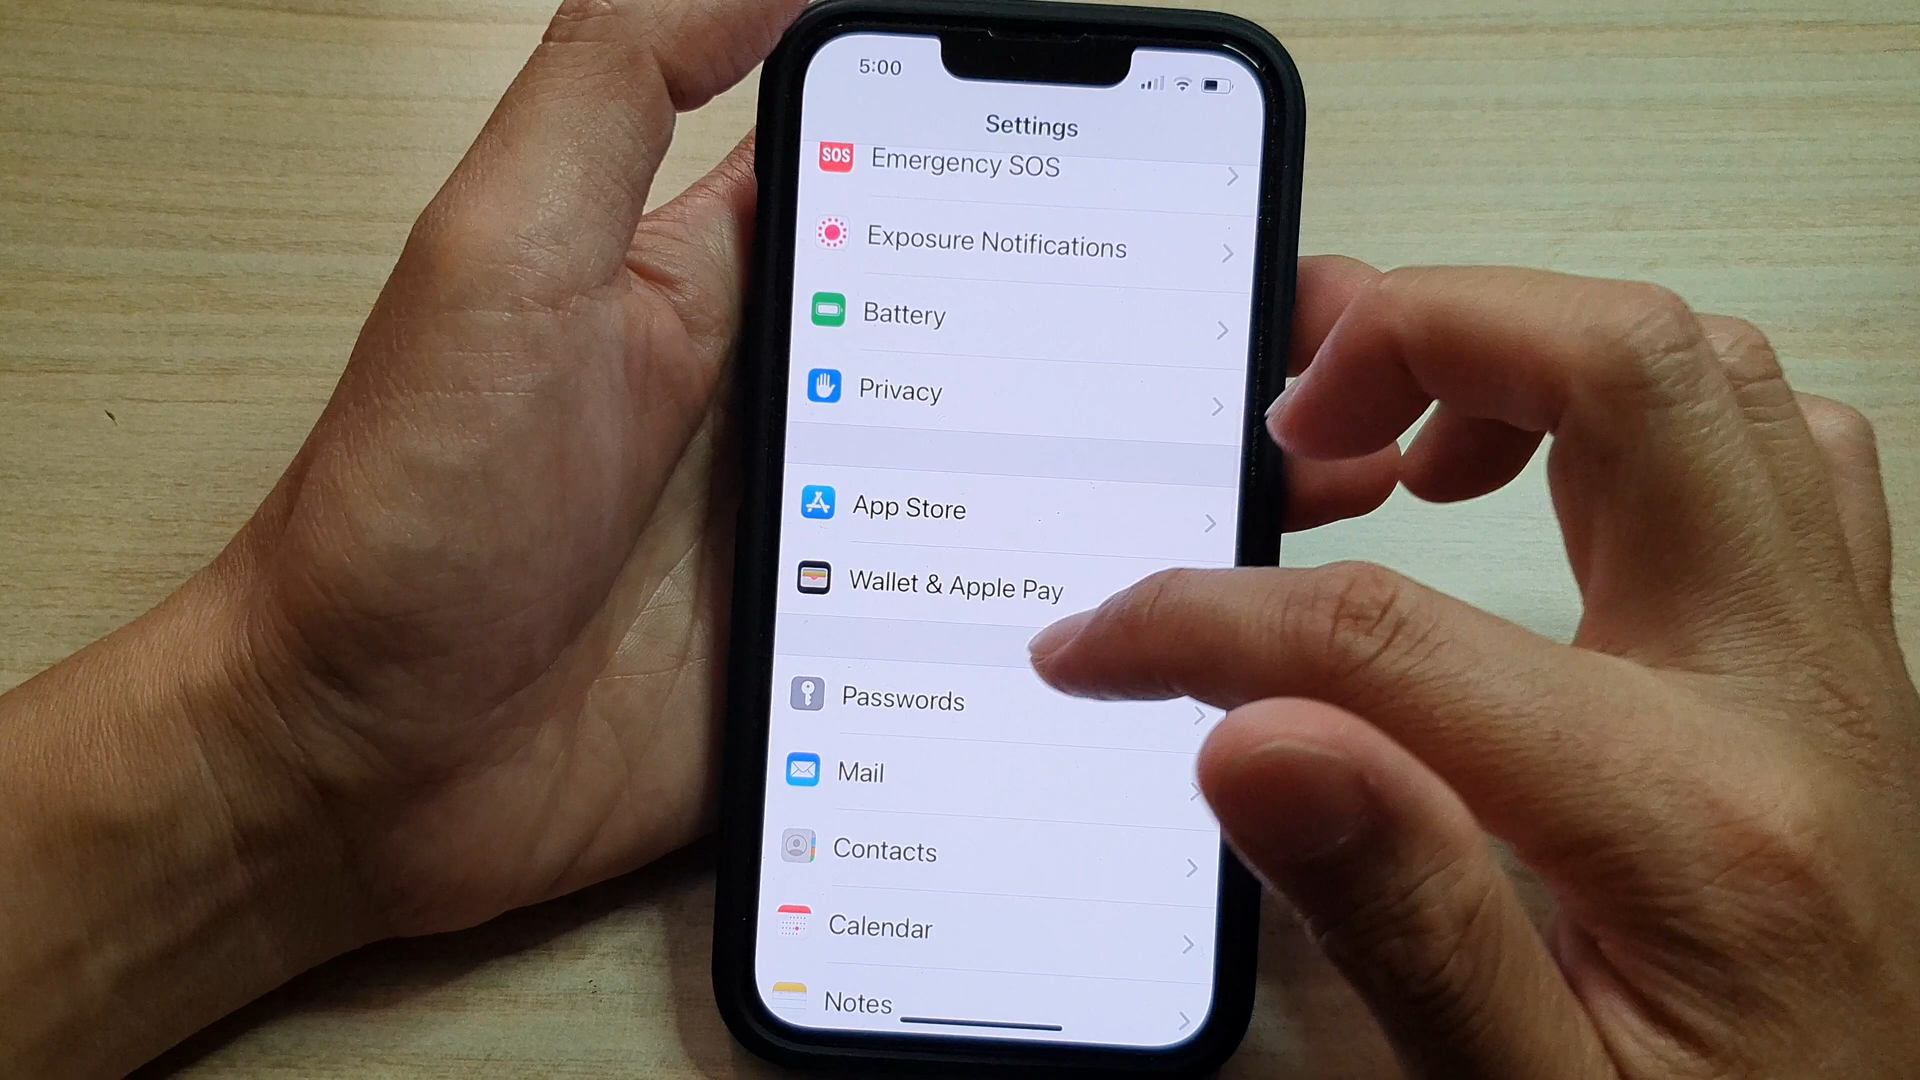 5:00
Settings
SOS Emergency SOS
Exposure Notifications
Battery
Privacy
App Store
Wallet & Apple Pay
Passwords
Mail
Contacts
Calendar
Notes